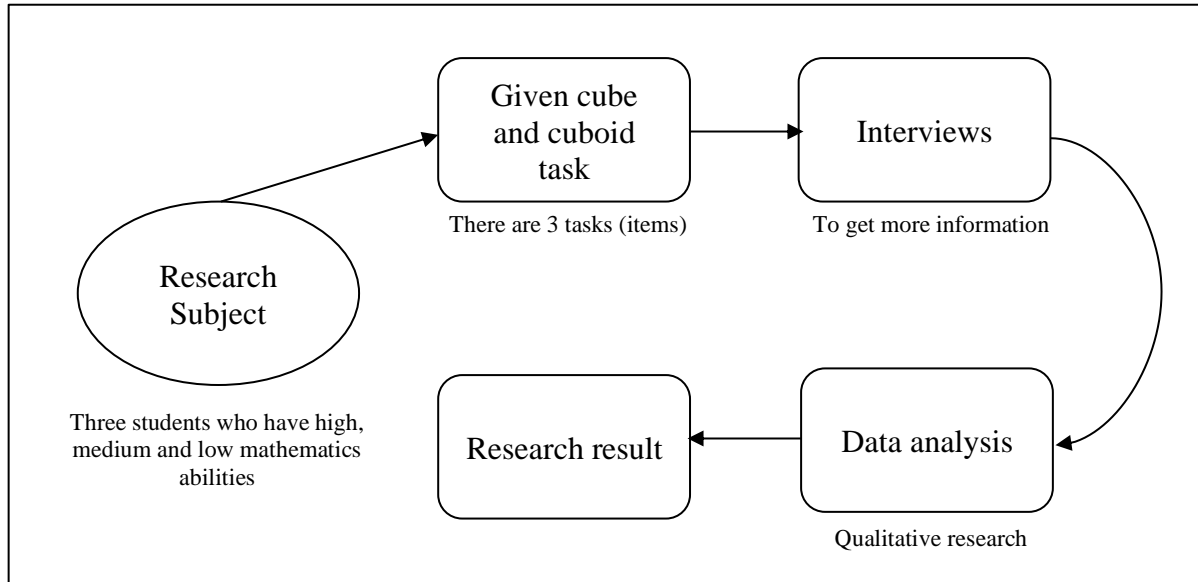 Given cube
and cuboid
task
There are 3 tasks (items)
Interviews
To get more information
Research
Subject
Three students who have high,
medium and low mathematics
abilities
Research result
Data analysis
Qualitative research